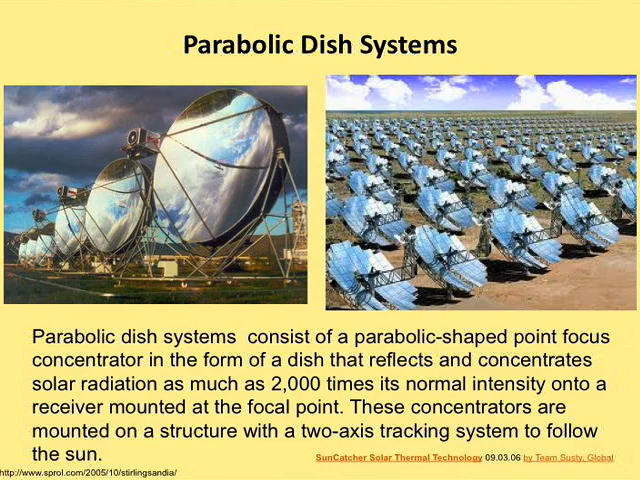 Parabolic Dish Systems
Parabolic dish systems  consist of a parabolic-shaped point focus
concentrator in the form of a dish that reflects and concentrates
solar radiation as much as 2,000 times its normal intensity onto a
receiver mounted at the focal point. These concentrators are
mounted on a structure with a two-axis tracking system to follow
the sun.
SunCatcher Solar Thermal Technology 09.03.06 by Team Susty, Global
http://www.sprol.com/2005/10/stirlingsandia/